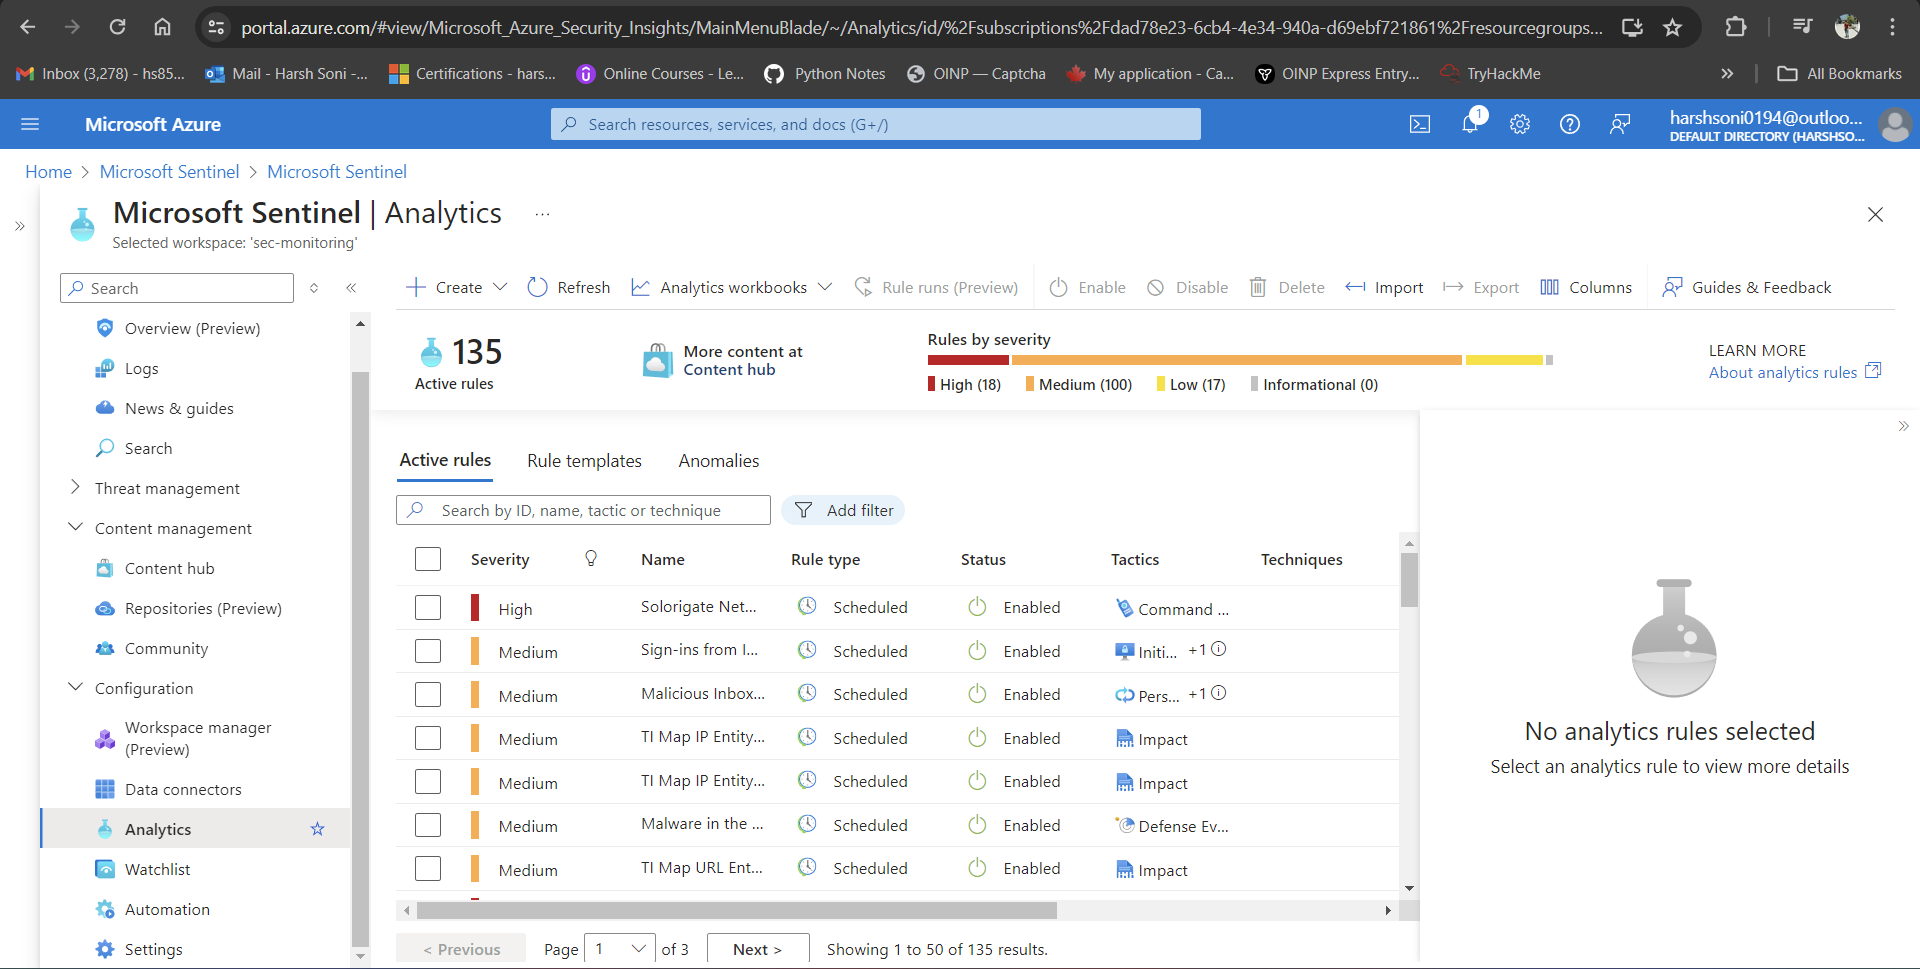 portal.azure.com/#view/Microsoft_Azure_Security_Insights/MainMenuBlade/~/Analytics/id/%2Fsubscriptions%2Fdad78e23-6cb4-4e34-940a-d69ebf721861%2Fresourcegroups...
Inbox (3,278) - hs85... Mail - Harsh Soni -... Certifications - hars... Online Courses - Le... Python Notes OINP — Captcha My application - Ca... OINP Express Entry... TryHackMe » All Bookmarks
Microsoft Azure
Search resources, services, and docs (G+/)
1
harshsoni0194@outloo...
DEFAULT DIRECTORY (HARSHSO...
Home > Microsoft Sentinel > Microsoft Sentinel
Microsoft Sentinel | Analytics ...
Selected workspace: 'sec-monitoring'
Search
Overview (Preview)
Logs
News & guides
Search
Threat management
Content management
Content hub
Repositories (Preview)
Community
Configuration
Workspace manager
(Preview)
Data connectors
Analytics
Watchlist
Automation
Settings
Create Refresh Analytics workbooks Rule runs (Preview) Enable Disable Delete Import Export Columns Guides & Feedback
135
Active rules
More content at
Content hub
Rules by severity
High (18) Medium (100) Low (17) Informational (0)
LEARN MORE
About analytics rules
Active rules Rule templates Anomalies
Search by ID, name, tactic or technique Add filter
Severity Name Rule type Status Tactics Techniques
High Solorigate Net... Scheduled Enabled Command ...
Medium Sign-ins from I... Scheduled Enabled Initi... +1
Medium Malicious Inbox... Scheduled Enabled Pers... +1
Medium TI Map IP Entity... Scheduled Enabled Impact
Medium TI Map IP Entity... Scheduled Enabled Impact
Medium Malware in the ... Scheduled Enabled Defense Ev...
Medium TI Map URL Ent... Scheduled Enabled Impact
< Previous Page 1 of 3 Next > Showing 1 to 50 of 135 results.
No analytics rules selected
Select an analytics rule to view more details